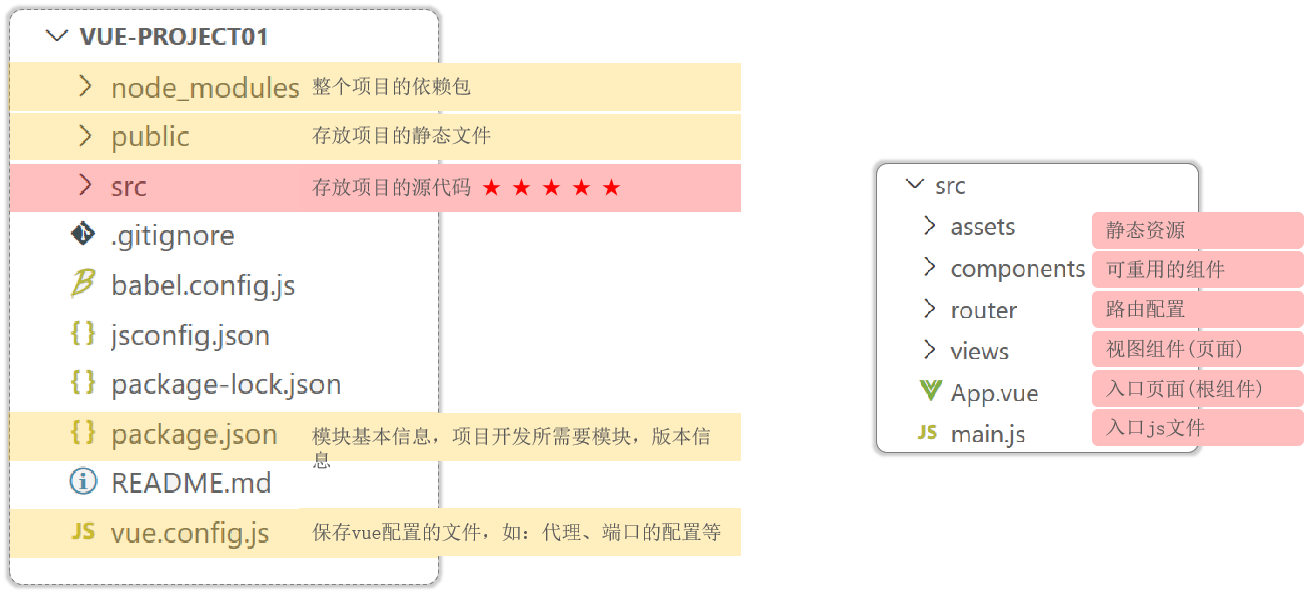 VUE-PROJECT01
node_modules 整个项目的依赖包
public 存放项目的静态文件
src 存放项目的源代码 ★ ★ ★ ★ ★
.gitignore
babel.config.js
jsconfig.json
package-lock.json
package.json 模块基本信息，项目开发所需要模块，版本信
息
README.md
JS vue.config.js 保存vue配置的文件，如：代理、端口的配置等
src
assets 静态资源
components 可重用的组件
router 路由配置
views 视图组件(页面)
App.vue 入口页面(根组件)
JS main.js 入口js文件